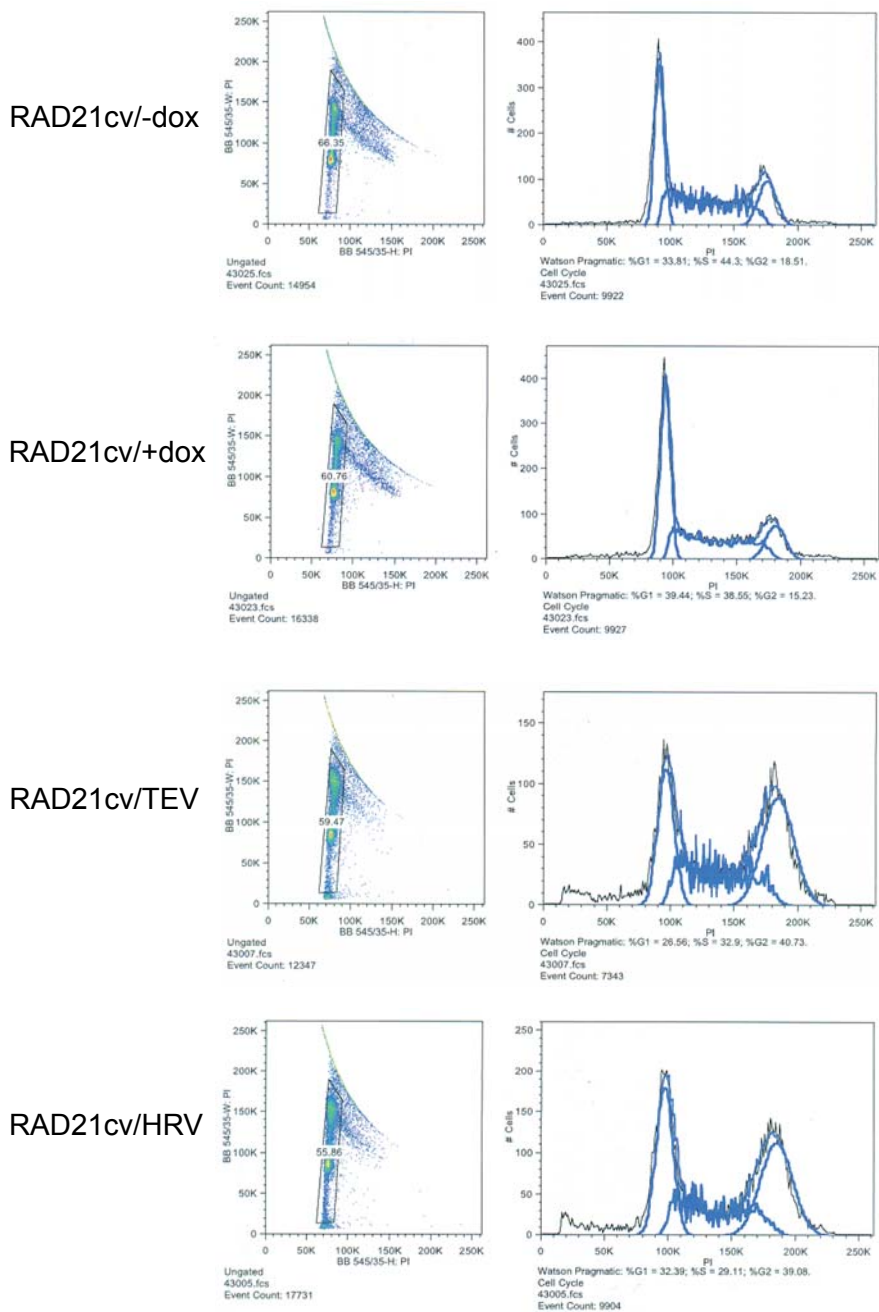 RAD21cv/-dox
250K
200K
150K
100K
50K
0
BB 545/35-W: PI
66.35
0 50K 100K 150K 200K 250K
BB 545/35-H: PI
Ungated
43025.fcs
Event Count: 14954
400
300
200
100
0
# Cells
0 50K 100K 150K 200K 250K
PI
Watson Pragmatic: %G1 = 33.81; %S = 44.3; %G2 = 18.51.
Cell Cycle
43025.fcs
Event Count: 9922
RAD21cv/+dox
250K
200K
150K
100K
50K
0
BB 545/35-W: PI
60.76
0 50K 100K 150K 200K 250K
BB 545/35-H: PI
Ungated
43023.fcs
Event Count: 16338
400
300
200
100
0
# Cells
0 50K 100K 150K 200K 250K
PI
Watson Pragmatic: %G1 = 39.44; %S = 38.55; %G2 = 15.23.
Cell Cycle
43023.fcs
Event Count: 9927
RAD21cv/TEV
250K
200K
150K
100K
50K
0
BB 545/35-W: PI
59.47
0 50K 100K 150K 200K 250K
BB 545/35-H: PI
Ungated
43007.fcs
Event Count: 12347
150
100
50
0
# Cells
0 50K 100K 150K 200K 250K
PI
Watson Pragmatic: %G1 = 26.56; %S = 32.9; %G2 = 40.73.
Cell Cycle
43007.fcs
Event Count: 7343
RAD21cv/HRV
250K
200K
150K
100K
50K
0
BB 545/35-W: PI
55.86
0 50K 100K 150K 200K 250K
BB 545/35-H: PI
Ungated
43005.fcs
Event Count: 17731
250
200
150
100
50
0
# Cells
0 50K 100K 150K 200K 250K
PI
Watson Pragmatic: %G1 = 32.39; %S = 29.11; %G2 = 39.08.
Cell Cycle
43005.fcs
Event Count: 9904